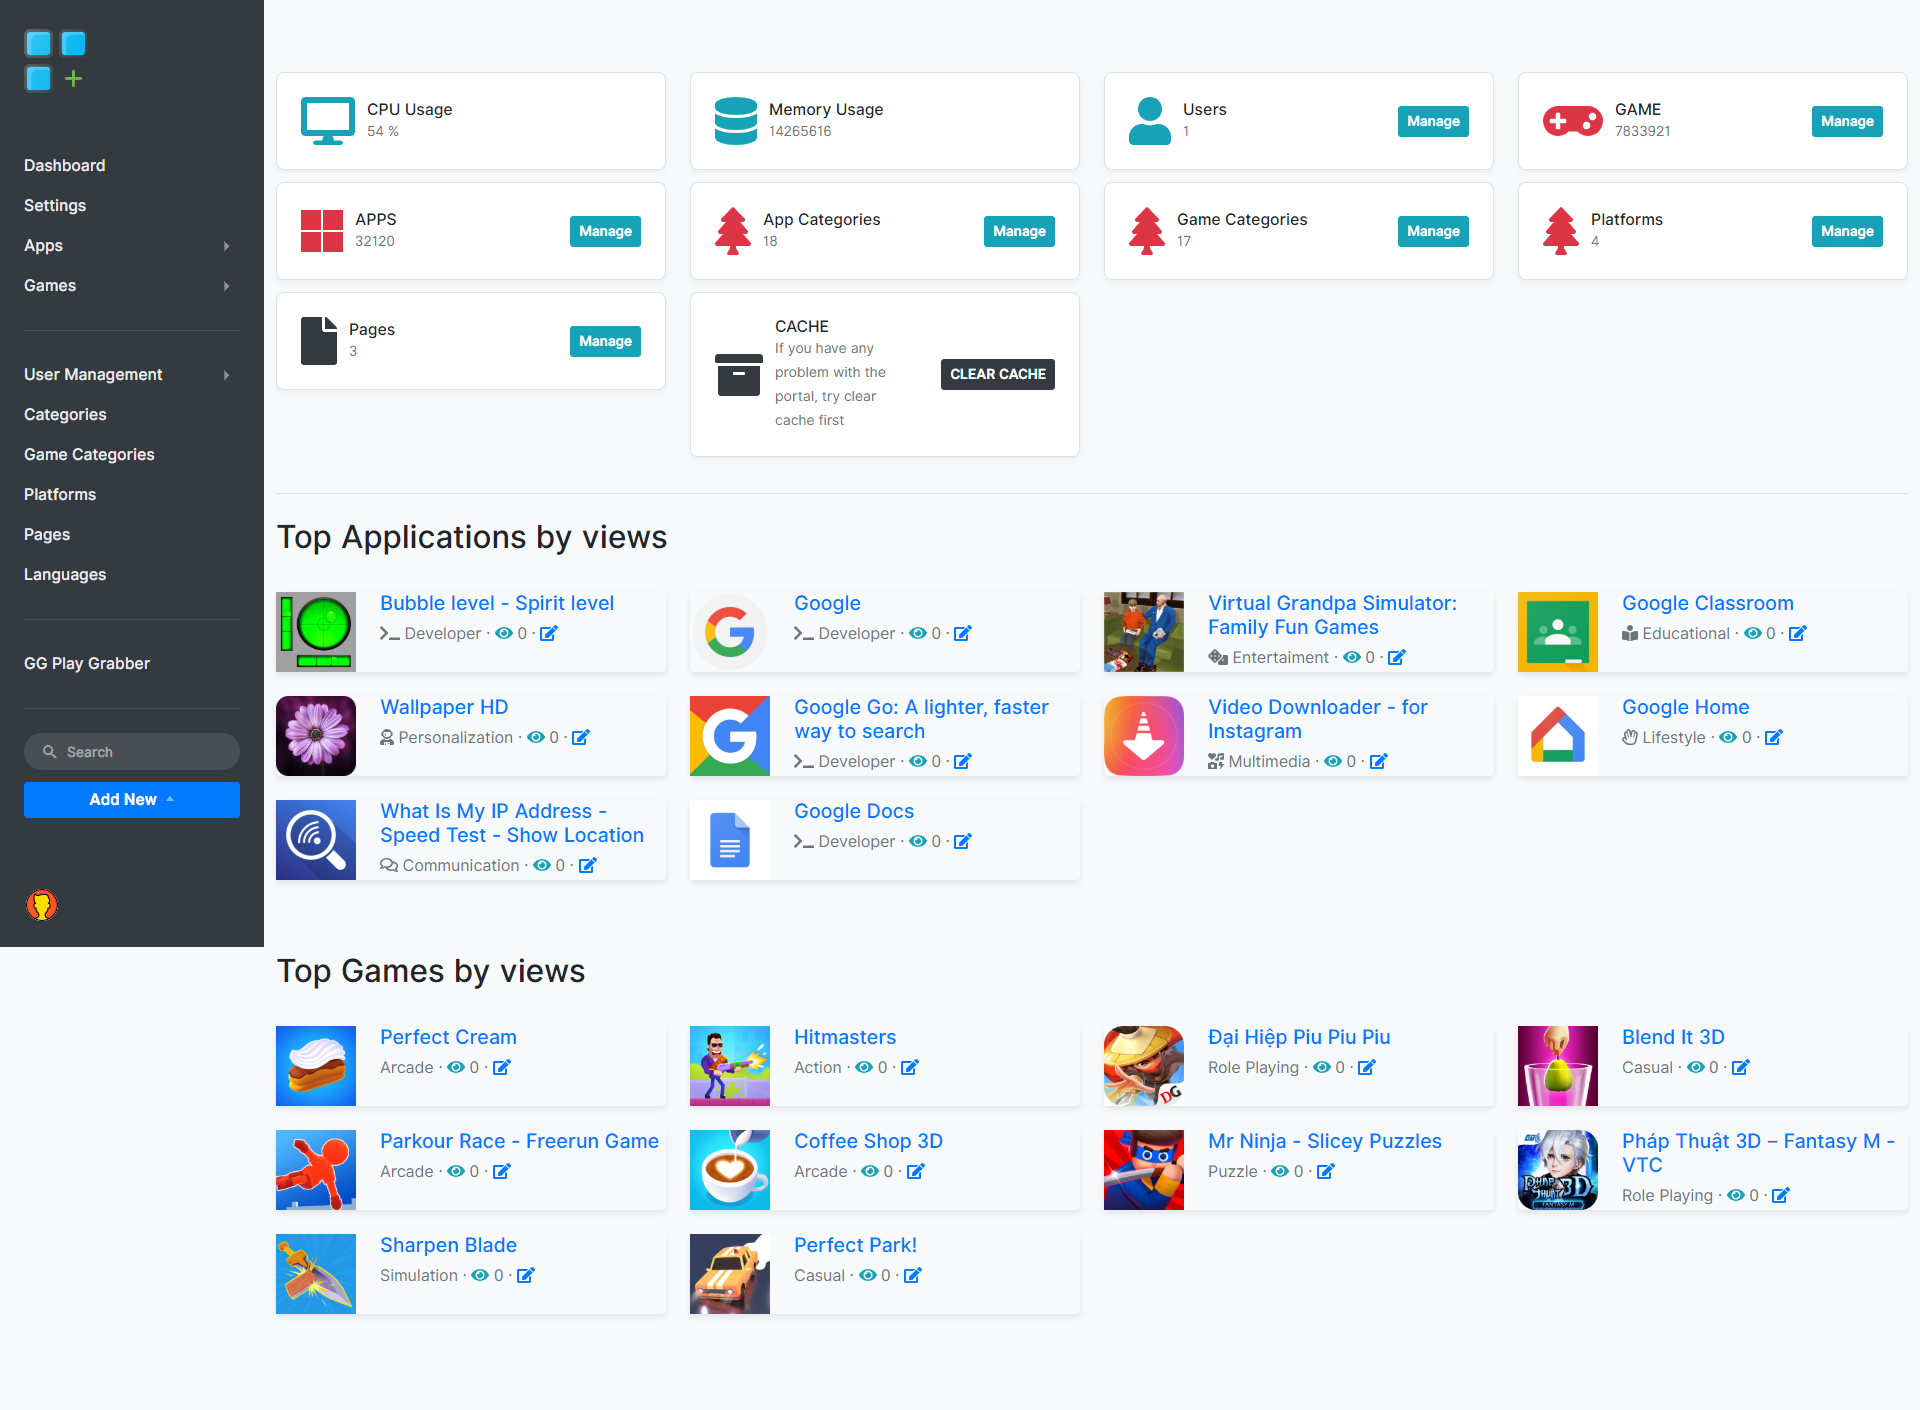 Dashboard
Settings
Apps
Games
User Management
Categories
Game Categories
Platforms
Pages
Languages
GG Play Grabber
Search
Add New
CPU Usage
54 %
Memory Usage
14265616
Users
1
Manage
GAME
7833921
Manage
APPS
32120
Manage
App Categories
18
Manage
Game Categories
17
Manage
Platforms
4
Manage
Pages
3
Manage
CACHE
If you have any
problem with the
portal, try clear
cache first
CLEAR CACHE
Top Applications by views
Bubble level - Spirit level
Developer · 0 ·
Google
Developer · 0 ·
Virtual Grandpa Simulator:
Family Fun Games
Entertaiment · 0 ·
Google Classroom
Educational · 0 ·
Wallpaper HD
Personalization · 0 ·
Google Go: A lighter, faster
way to search
Developer · 0 ·
Video Downloader - for
Instagram
Multimedia · 0 ·
Google Home
Lifestyle · 0 ·
What Is My IP Address -
Speed Test - Show Location
Communication · 0 ·
Google Docs
Developer · 0 ·
Top Games by views
Perfect Cream
Arcade · 0 ·
Hitmasters
Action · 0 ·
DG
Đại Hiệp Piu Piu Piu
Role Playing · 0 ·
Blend It 3D
Casual · 0 ·
Parkour Race - Freerun Game
Arcade · 0 ·
Coffee Shop 3D
Arcade · 0 ·
Mr Ninja - Slicey Puzzles
Puzzle · 0 ·
PHÁP
THUẬT 3D
FANTASY M
Pháp Thuật 3D – Fantasy M -
VTC
Role Playing · 0 ·
Sharpen Blade
Simulation · 0 ·
Perfect Park!
Casual · 0 ·